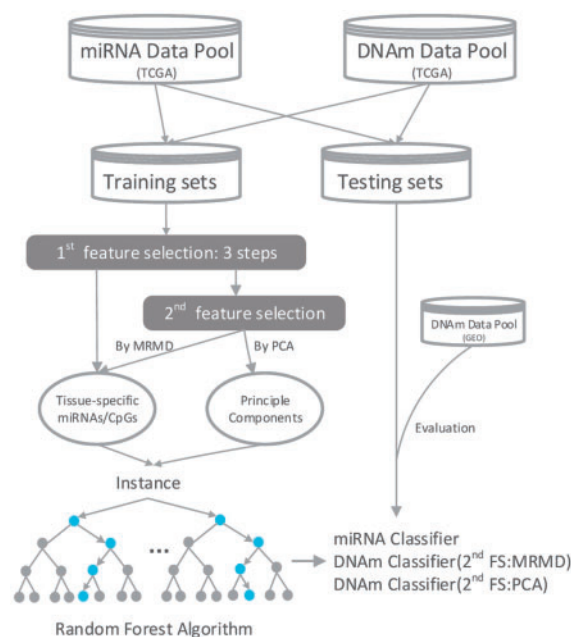 miRNA Data Pool
(TCGA)
DNAm Data Pool
(TCGA)
Training sets
Testing sets
1st feature selection: 3 steps
2nd feature selection
By MRMD
By PCA
DNAm Data Pool
(GEO)
Tissue-specific
miRNAs/CpGs
Principle
Components
Evaluation
Instance
...
miRNA Classifier
DNAm Classifier(2nd FS:MRMD)
DNAm Classifier(2nd FS:PCA)
Random Forest Algorithm